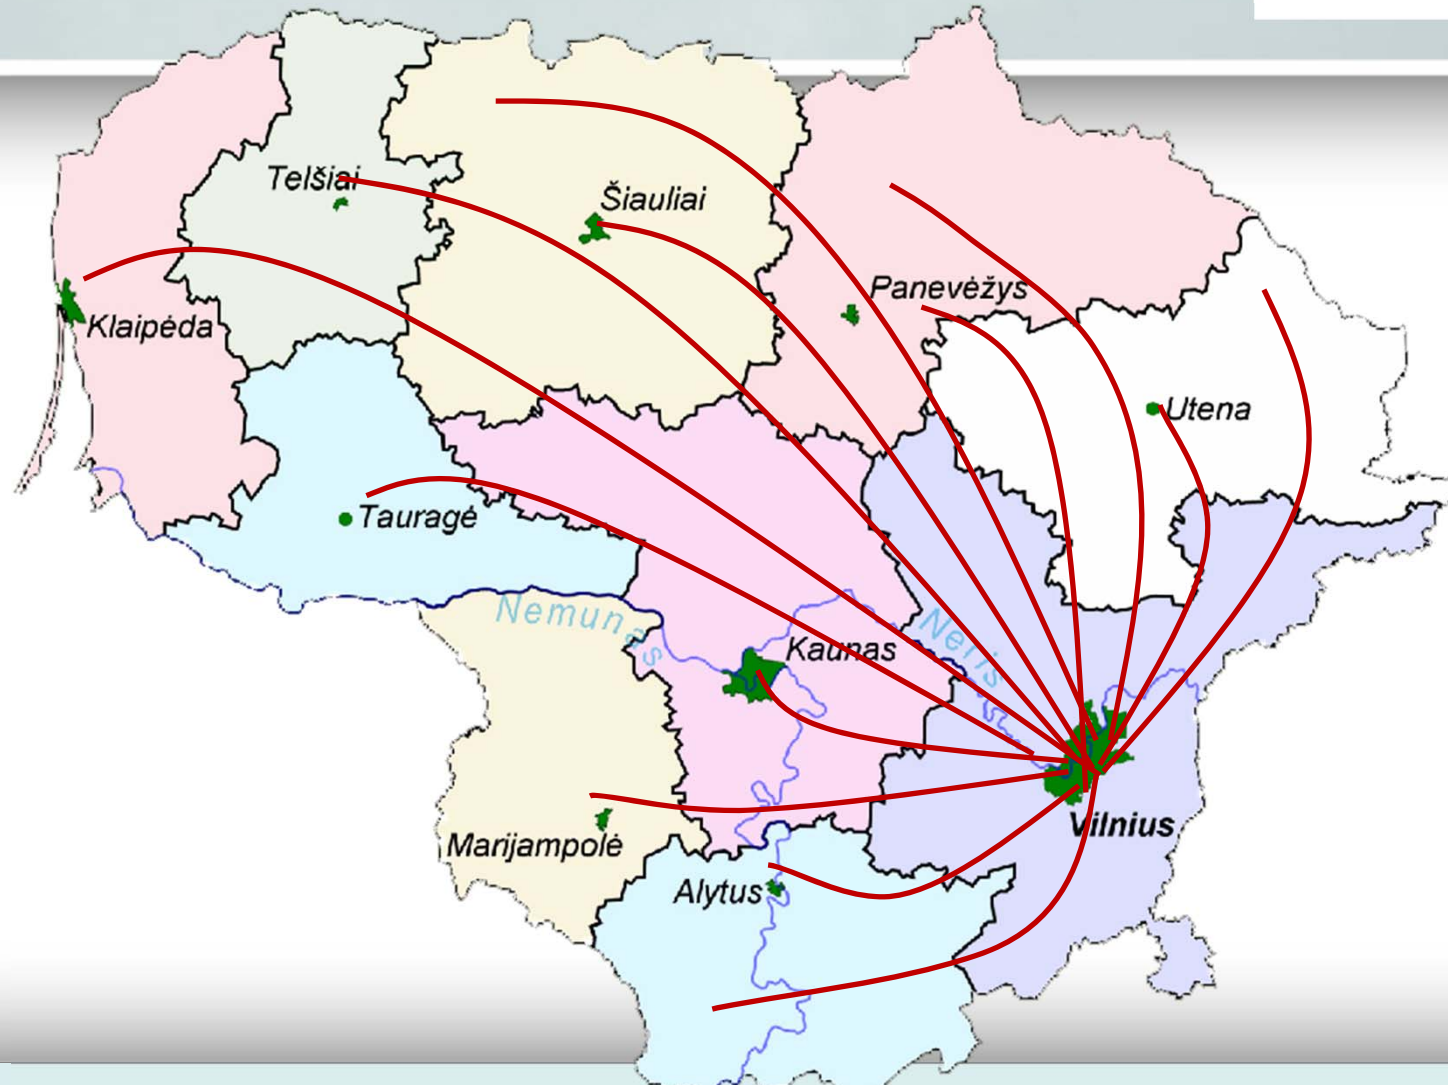 Telšiai
Šiauliai
Panevėžys
Klaipėda
Utena
Tauragė
Nemunas
Neris
Kaunas
Vilnius
Marijampolė
Alytus